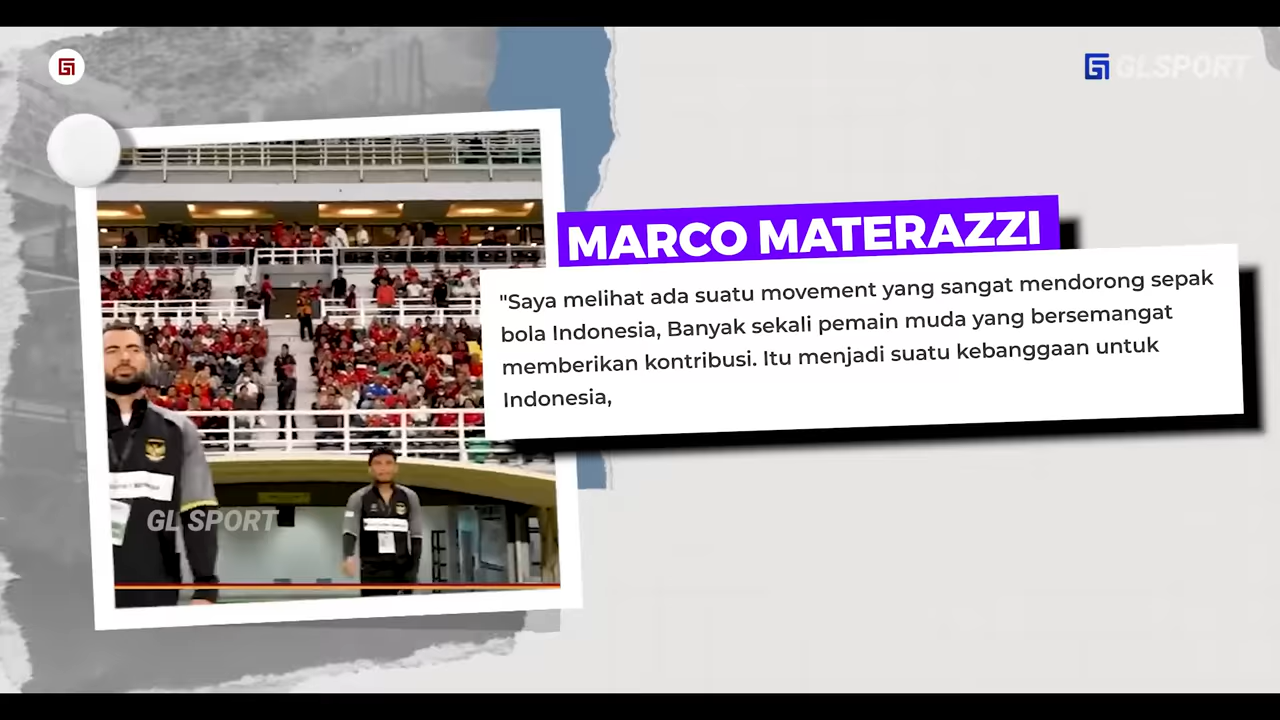 GLSPORT
MARCO MATERAZZI
"Saya melihat ada suatu movement yang sangat mendorong sepak
bola Indonesia, Banyak sekali pemain muda yang bersemangat
memberikan kontribusi. Itu menjadi suatu kebanggaan untuk
Indonesia,
GL SPORT